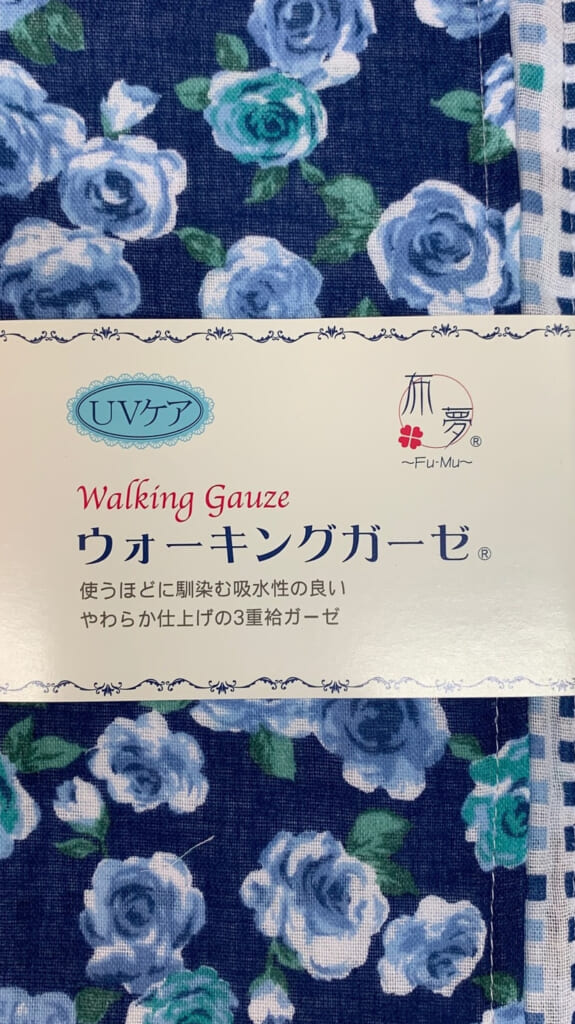 UVケア
布夢®
〜Fu-Mu〜
Walking Gauze
ウォーキングガーゼ®
使うほどに馴染む吸水性の良い
やわらか仕上げの3重袷ガーゼ